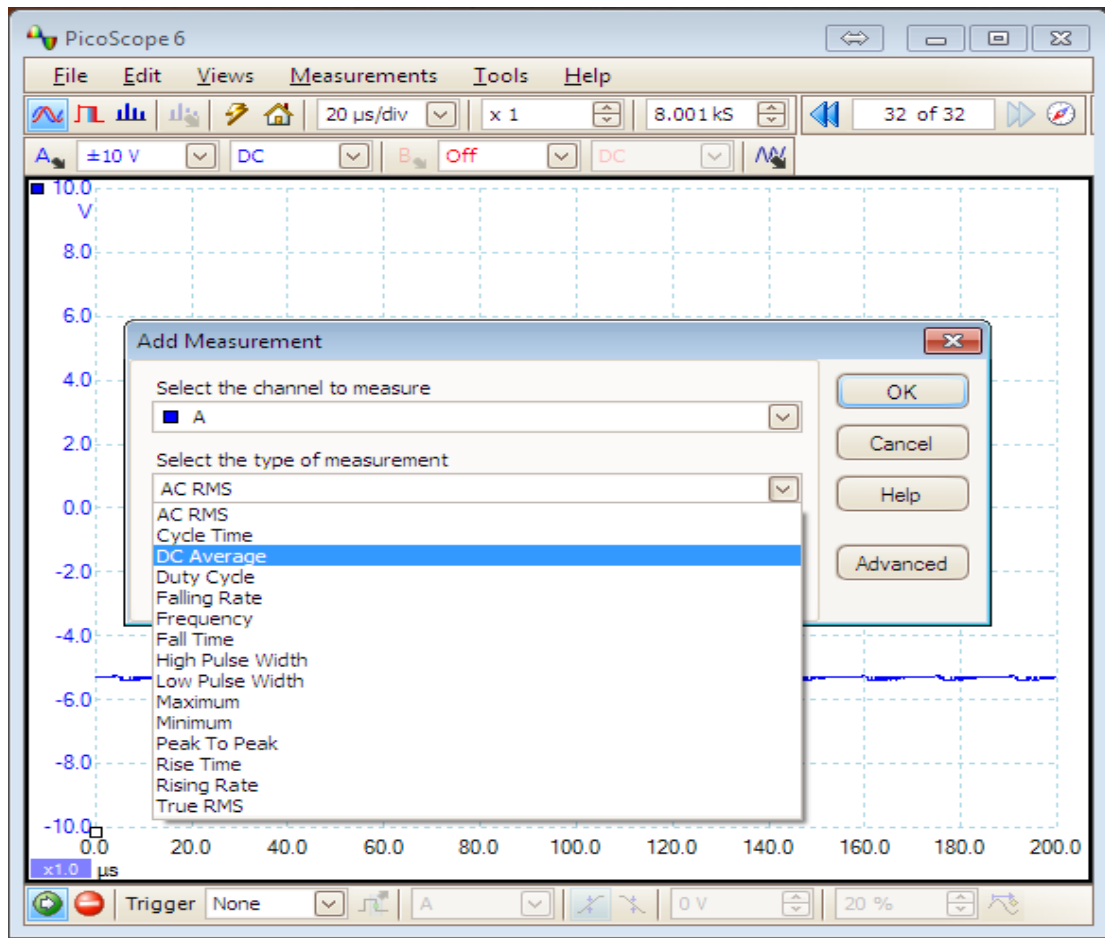 PicoScope 6
File Edit Views Measurements Tools Help
20 µs/div x 1 8.001 kS 32 of 32
A ±10 V DC B Off DC
10.0
V
8.0
6.0
Add Measurement
4.0
Select the channel to measure
OK
A
2.0
Cancel
Select the type of measurement
AC RMS
Help
0.0
AC RMS
Cycle Time
DC Average
Advanced
-2.0
Duty Cycle
Falling Rate
Frequency
-4.0
Fall Time
High Pulse Width
Low Pulse Width
-6.0
Maximum
Minimum
Peak To Peak
-8.0
Rise Time
Rising Rate
True RMS
-10.0
0.0 20.0 40.0 60.0 80.0 100.0 120.0 140.0 160.0 180.0 200.0
x1.0 µs
Trigger None A 0 V 20 %